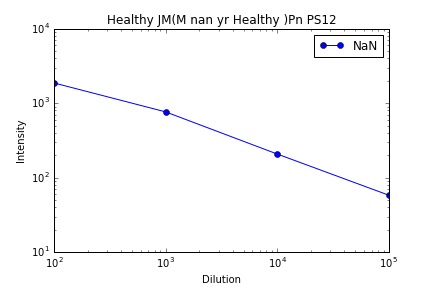 Healthy JM(M nan yr Healthy )Pn PS12
NaN
10^4
10^3
10^2
10^1
Intensity
10^2 10^3 10^4 10^5
Dilution